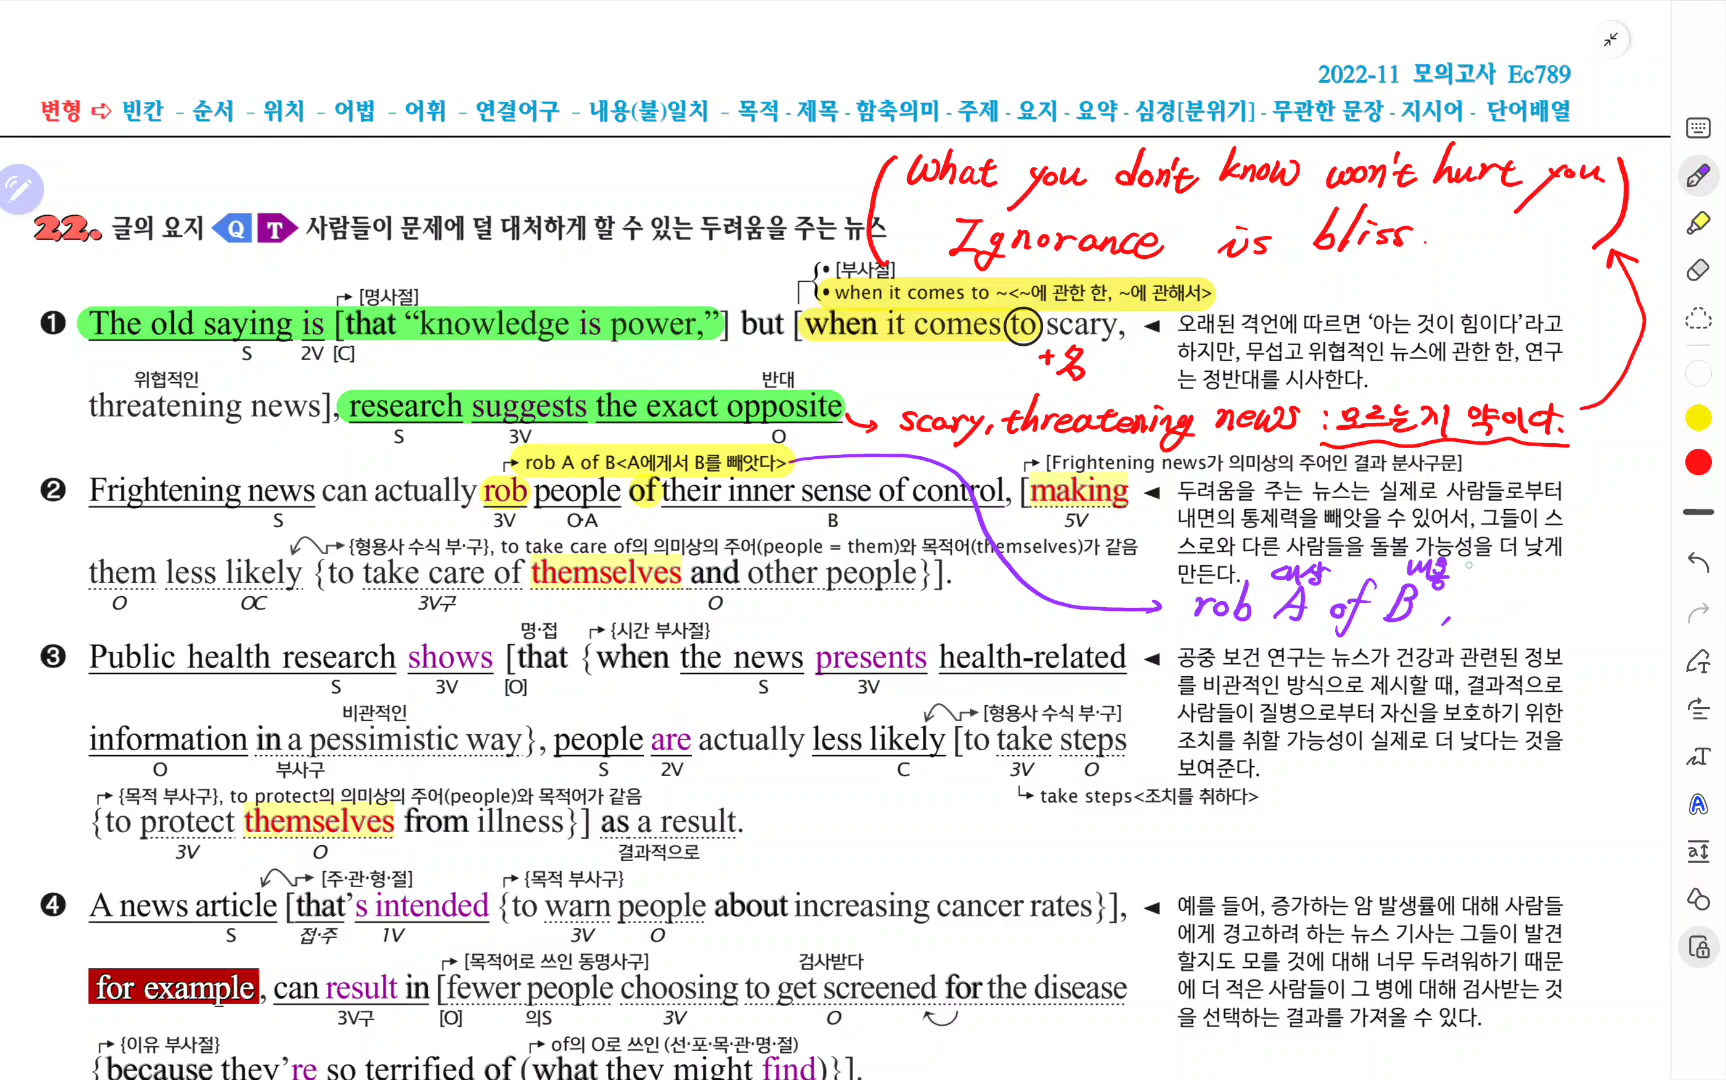 2022-11 모의고사 Ec789
변형 ⇨ 빈칸 - 순서 - 위치 - 어법 - 어휘 - 연결어구 - 내용(불)일치 - 목적 - 제목 - 함축의미 - 주제 - 요지 - 요약 - 심경[분위기] - 무관한 문장 - 지시어 - 단어배열
What you don't know won't hurt you
22. 글의 요지 Q T 사람들이 문제에 덜 대처하게 할 수 있는 두려움을 주는 뉴스
Ignorance is bliss.
• [부사절]
[명사절]
• when it comes to ~<~에 관한 한, ~에 관해서>
❶ The old saying is [that “knowledge is power,”] but [when it comes to scary,
S 2V [C]
+ 명
◄ 오래된 격언에 따르면 ‘아는 것이 힘이다’라고
하지만, 무섭고 위협적인 뉴스에 관한 한, 연구
는 정반대를 시사한다.
위협적인 반대
threatening news], research suggests the exact opposite
S 3V O
scary, threatening news : 모르는지 약이다.
rob A of B<A에게서 B를 빼앗다>
[Frightening news가 의미상의 주어인 결과 분사구문]
❷ Frightening news can actually rob people of their inner sense of control, [making
S 3V O·A B 5V
◄ 두려움을 주는 뉴스는 실제로 사람들로부터
내면의 통제력을 빼앗을 수 있어서, 그들이 스
스로와 다른 사람들을 돌볼 가능성을 더 낮게
만든다.
{형용사 수식 부·구}, to take care of의 의미상의 주어(people = them)와 목적어(themselves)가 같음
them less likely {to take care of themselves and other people}].
O OC 3V구 O
대상 내용
rob A of B,
명·접 {시간 부사절}
❸ Public health research shows [that {when the news presents health-related
S 3V [O] S 3V
◄ 공중 보건 연구는 뉴스가 건강과 관련된 정보
를 비관적인 방식으로 제시할 때, 결과적으로
사람들이 질병으로부터 자신을 보호하기 위한
조치를 취할 가능성이 실제로 더 낮다는 것을
보여준다.
비관적인 [형용사 수식 부·구]
information in a pessimistic way}, people are actually less likely [to take steps
O 부사구 S 2V C 3V O
{목적 부사구}, to protect의 의미상의 주어(people)와 목적어가 같음
take steps<조치를 취하다>
{to protect themselves from illness}] as a result.
3V O 결과적으로
[주·관·형·절] {목적 부사구}
❹ A news article [that’s intended {to warn people about increasing cancer rates}],
S 접·주 1V 3V O
◄ 예를 들어, 증가하는 암 발생률에 대해 사람들
에게 경고하려 하는 뉴스 기사는 그들이 발견
할지도 모를 것에 대해 너무 두려워하기 때문
에 더 적은 사람들이 그 병에 대해 검사받는 것
을 선택하는 결과를 가져올 수 있다.
[목적어로 쓰인 동명사구] 검사받다
for example, can result in [fewer people choosing to get screened for the disease
3V구 [O] 의S 3V O
{이유 부사절} of의 O로 쓰인 (선·포·목·관·명·절)
{because they’re so terrified of (what they might find)}].